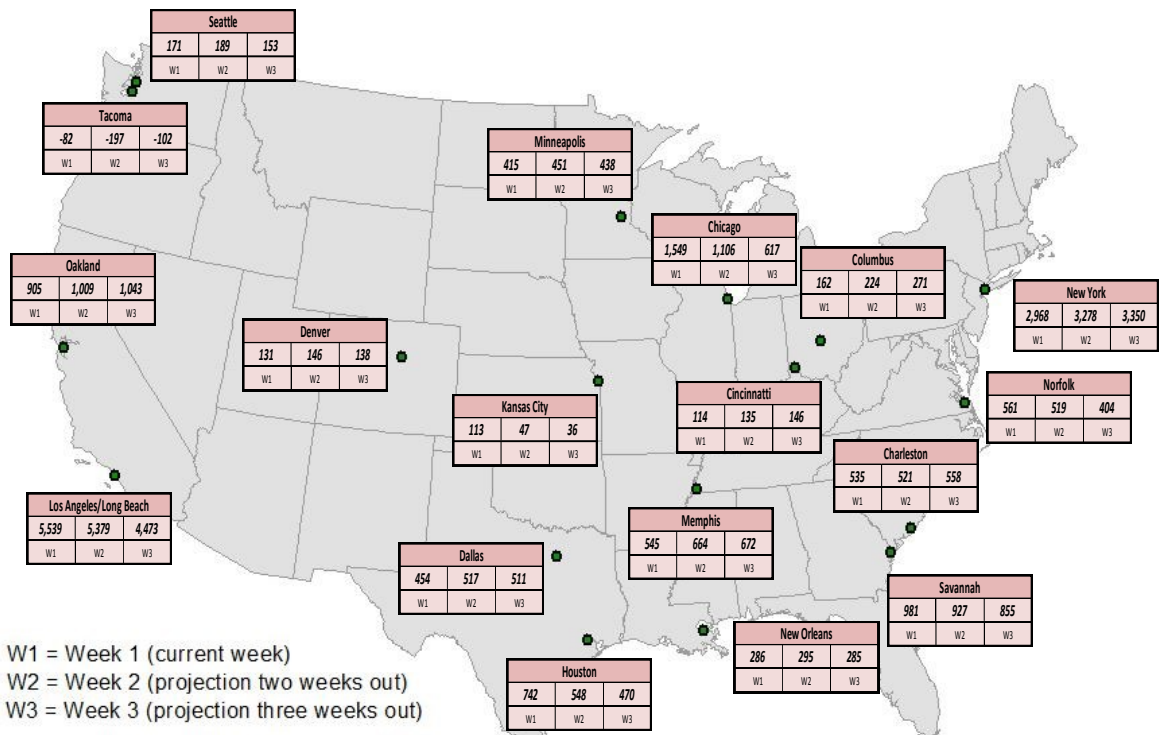 Seattle
171 189 153
W1 W2 W3
Tacoma
-82 -197 -102
W1 W2 W3
Minneapolis
415 451 438
W1 W2 W3
Chicago
1,549 1,106 617
W1 W2 W3
Columbus
162 224 271
W1 W2 W3
Oakland
905 1,009 1,043
W1 W2 W3
New York
2,968 3,278 3,350
W1 W2 W3
Denver
131 146 138
W1 W2 W3
Norfolk
561 519 404
W1 W2 W3
Cincinnatti
114 135 146
W1 W2 W3
Kansas City
113 47 36
W1 W2 W3
Charleston
535 521 558
W1 W2 W3
Los Angeles/Long Beach
5,539 5,379 4,473
W1 W2 W3
Memphis
545 664 672
W1 W2 W3
Dallas
454 517 511
W1 W2 W3
Savannah
981 927 855
W1 W2 W3
New Orleans
286 295 285
W1 W2 W3
Houston
742 548 470
W1 W2 W3
W1 = Week 1 (current week)
W2 = Week 2 (projection two weeks out)
W3 = Week 3 (projection three weeks out)